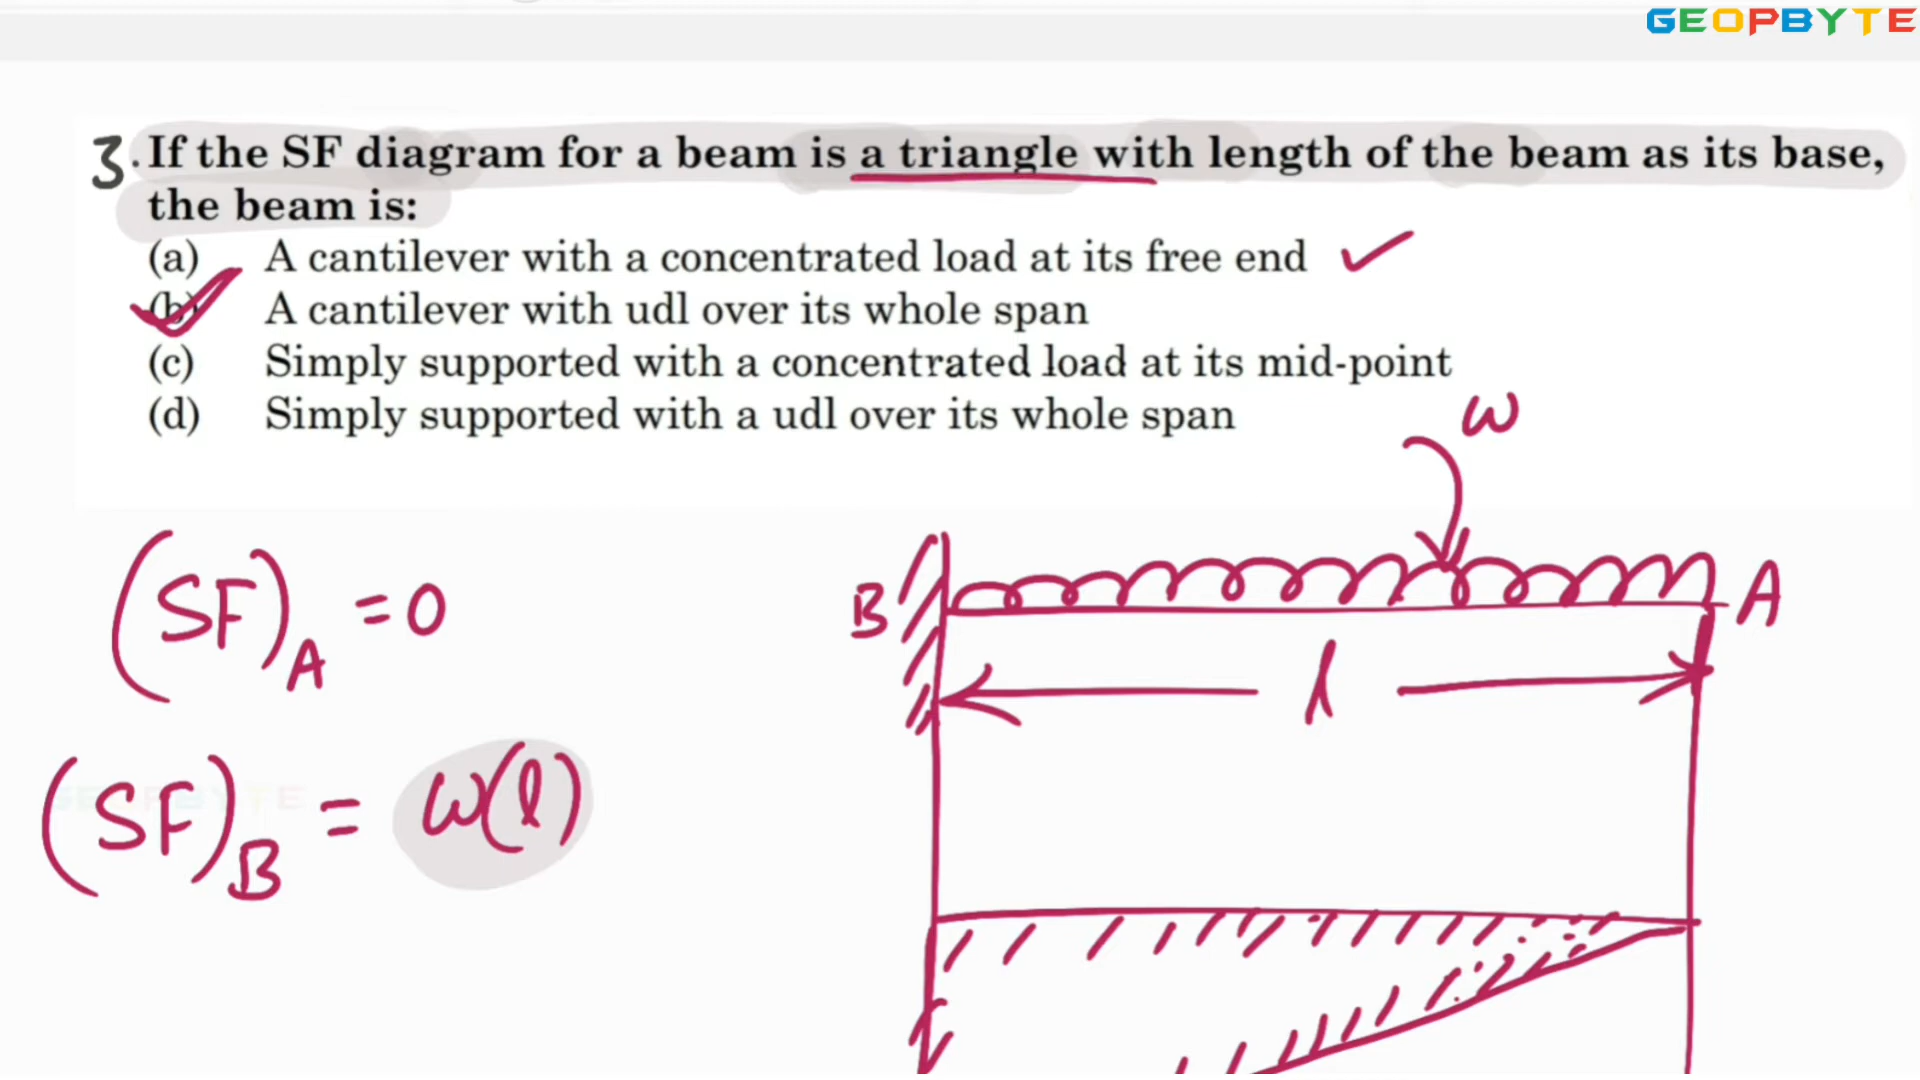 GEOPBYTE
3. If the SF diagram for a beam is a triangle with length of the beam as its base,
the beam is:
(a) A cantilever with a concentrated load at its free end
(b) A cantilever with udl over its whole span
(c) Simply supported with a concentrated load at its mid-point
(d) Simply supported with a udl over its whole span
ω
B A
l
(SF)A = 0
(SF)B = ω(l)
GEOPBYTE